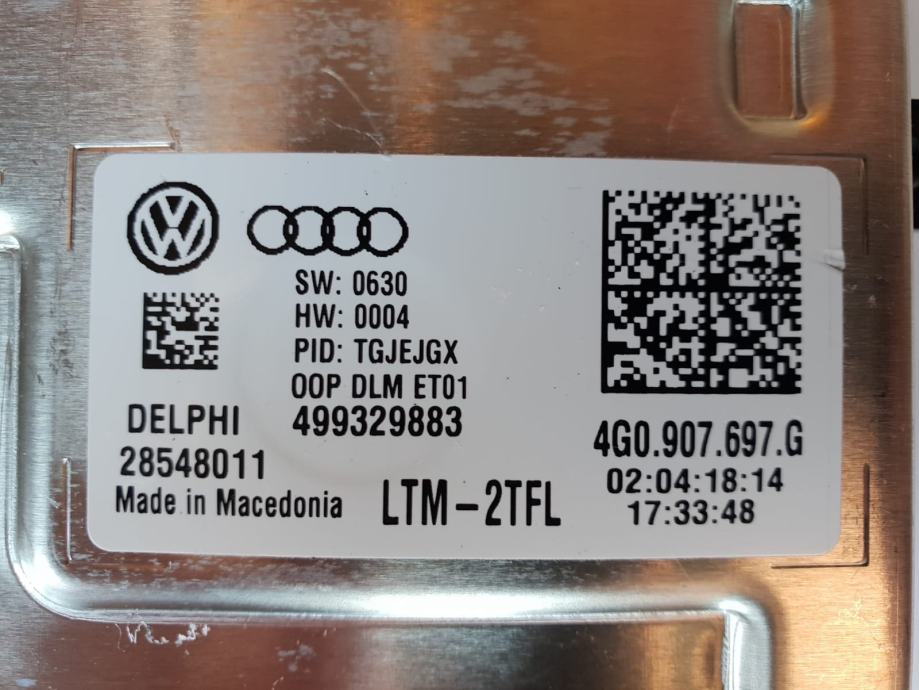 SW: 0630
HW: 0004
PID: TGJEJGX
OOP DLM ET01
499329883
DELPHI
28548011
Made in Macedonia
LTM-2TFL
4G0.907.697.G
02:04:18:14
17:33:48